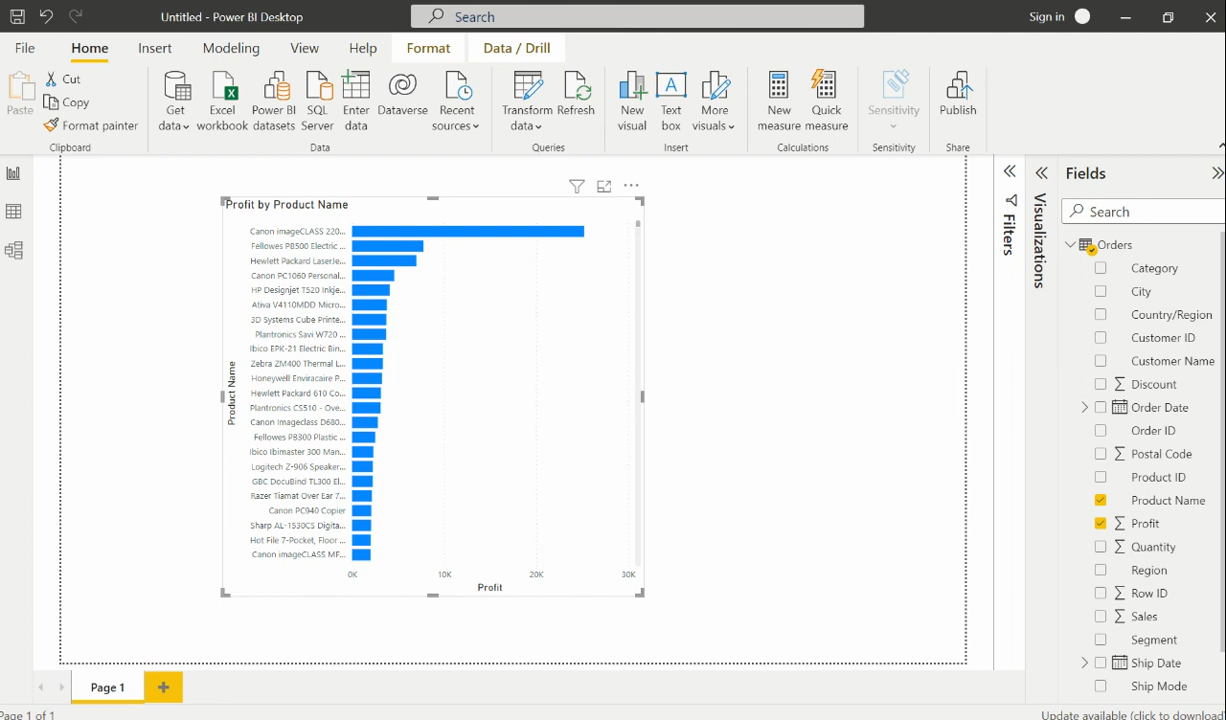 Untitled - Power BI Desktop
Search
Sign in
File
Home
Insert
Modeling
View
Help
Format
Data / Drill
Paste
Cut
Copy
Format painter
Clipboard
Get data
Excel workbook
Power BI datasets
SQL Server
Enter data
Dataverse
Recent sources
Data
Transform data
Refresh
Queries
New visual
Text box
More visuals
Insert
New measure
Quick measure
Calculations
Sensitivity
Sensitivity
Publish
Share
Profit by Product Name
Canon imageCLASS 220...
Fellowes PB500 Electric ...
Hewlett Packard LaserJe...
Canon PC1060 Personal...
HP Designjet T520 Inkje...
Ativa V4110MDD Micro...
3D Systems Cube Printe...
Plantronics Savi W720 ...
Ibico EPK-21 Electric Bin...
Zebra ZM400 Thermal L...
Honeywell Enviracaire P...
Hewlett Packard 610 Co...
Plantronics CS510 - Ove...
Canon Imageclass D680...
Fellowes PB300 Plastic ...
Ibico Ibimaster 300 Man...
Logitech Z-906 Speaker...
GBC DocuBind TL300 El...
Razer Tiamat Over Ear 7...
Canon PC940 Copier
Sharp AL-1530CS Digita...
Hot File 7-Pocket, Floor ...
Canon imageCLASS MF...
Product Name
0K
10K
20K
30K
Profit
Filters
Visualizations
Fields
Search
Orders
Category
City
Country/Region
Customer ID
Customer Name
Discount
Order Date
Order ID
Postal Code
Product ID
Product Name
Profit
Quantity
Region
Row ID
Sales
Segment
Ship Date
Ship Mode
Page 1
Page 1 of 1
Update available (click to download